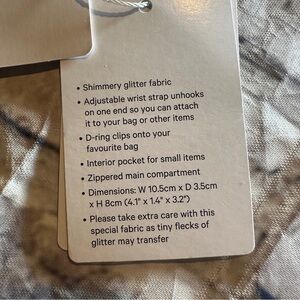 • Shimmery glitter fabric
• Adjustable wrist strap unhooks
on one end so you can attach
it to your bag or other items
• D-ring clips onto your
favourite bag
• Interior pocket for small items
• Zippered main compartment
• Dimensions: W 10.5cm x D 3.5cm
x H 8cm (4.1" x 1.4" x 3.2")
• Please take extra care with this
special fabric as tiny flecks of
glitter may transfer